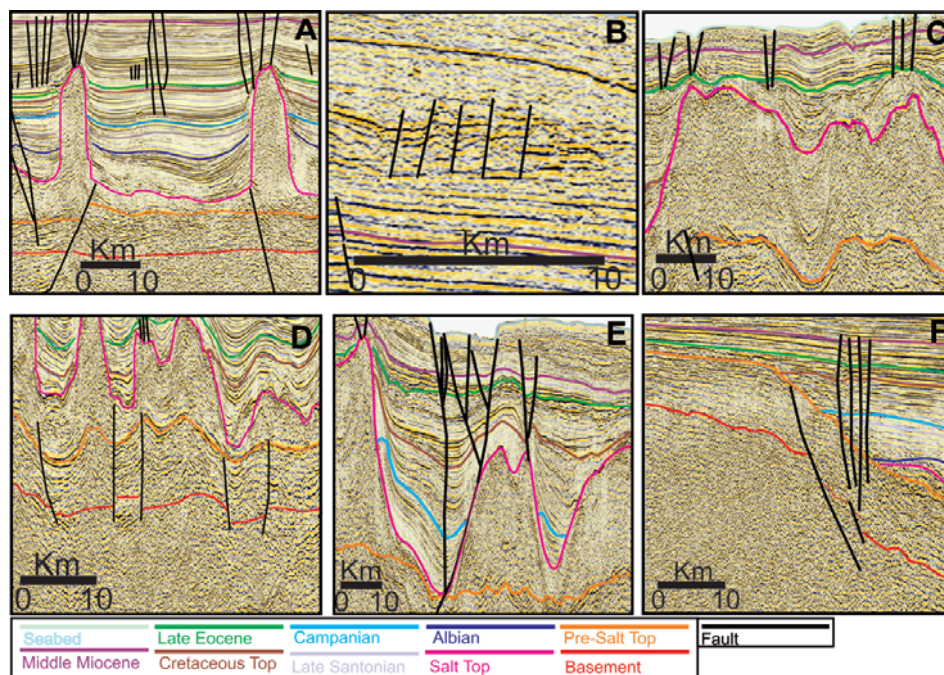 A
B
C
Km
0 10
Km
0 10
Km
0 10
D
E
F
Km
0 10
Km
0 10
Km
0 10
Seabed Late Eocene Campanian Albian Pre-Salt Top Fault
Middle Miocene Cretaceous Top Late Santonian Salt Top Basement